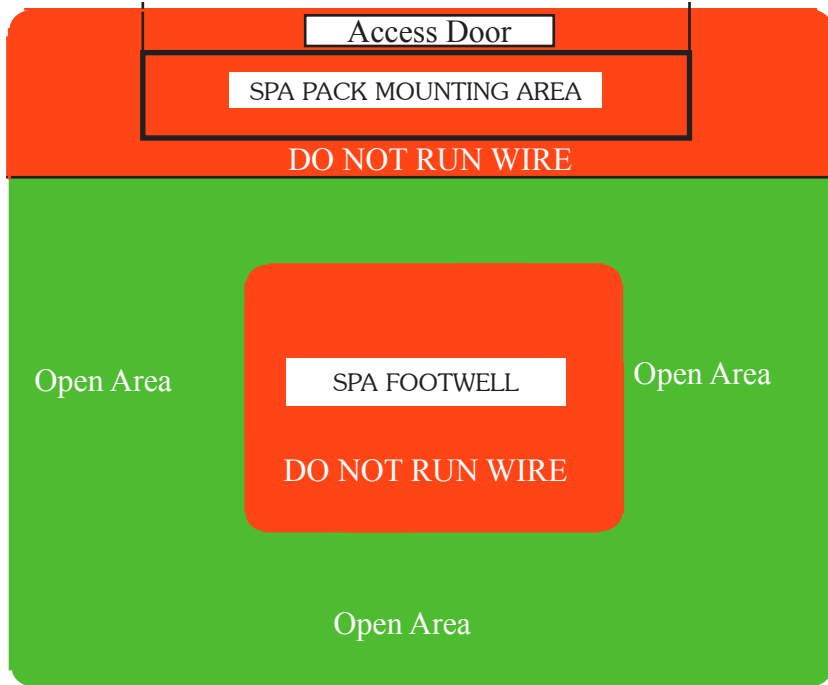 Access Door
SPA PACK MOUNTING AREA
DO NOT RUN WIRE
Open Area
SPA FOOTWELL
Open Area
DO NOT RUN WIRE
Open Area